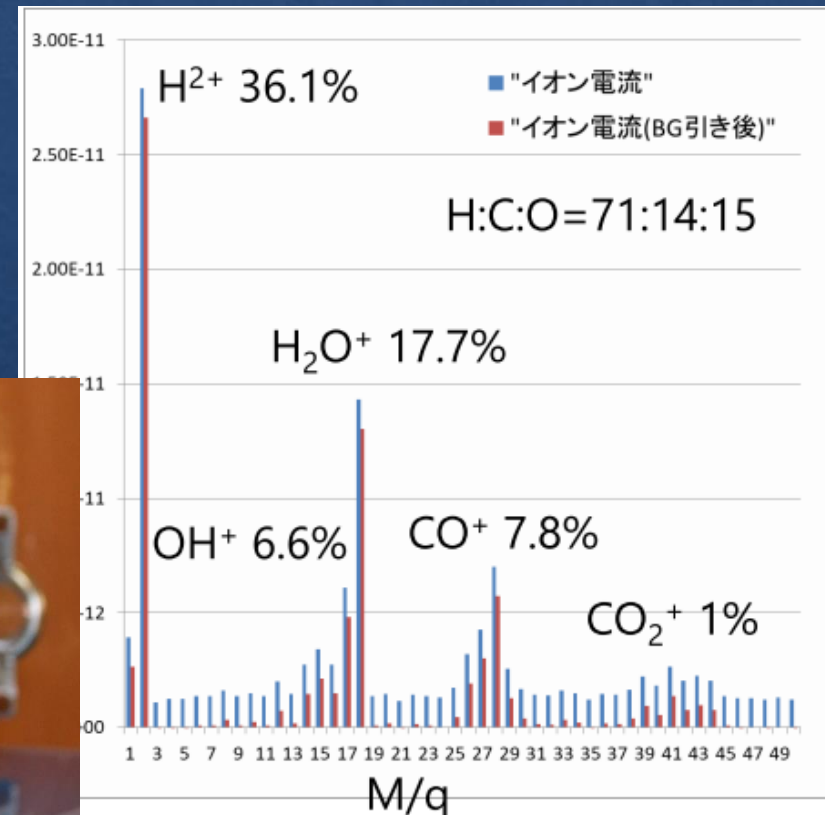 3.00E-11
H²⁺ 36.1%
"イオン電流"
"イオン電流(BG引き後)"
2.50E-11
H:C:O=71:14:15
2.00E-11
H₂O⁺ 17.7%
-11
-11
OH⁺ 6.6%
CO⁺ 7.8%
-12
CO₂⁺ 1%
00
1 3 5 7 9 11 13 15 17 19 21 23 25 27 29 31 33 35 37 39 41 43 45 47 49
M/q